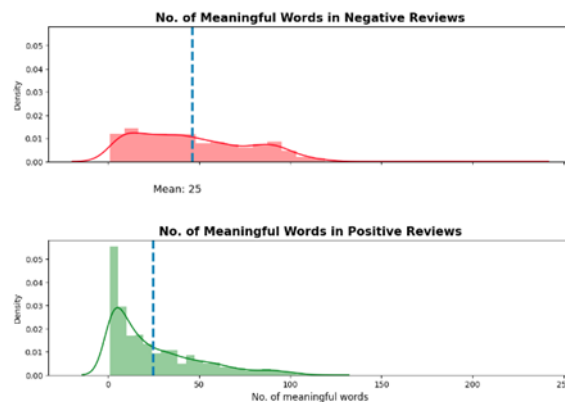 No. of Meaningful Words in Negative Reviews
0.05
0.04
0.03
0.02
0.01
0.00
Density
Mean: 25
No. of Meaningful Words in Positive Reviews
0.05
0.04
0.03
0.02
0.01
0.00
Density
0 50 100 150 200 250
No. of meaningful words